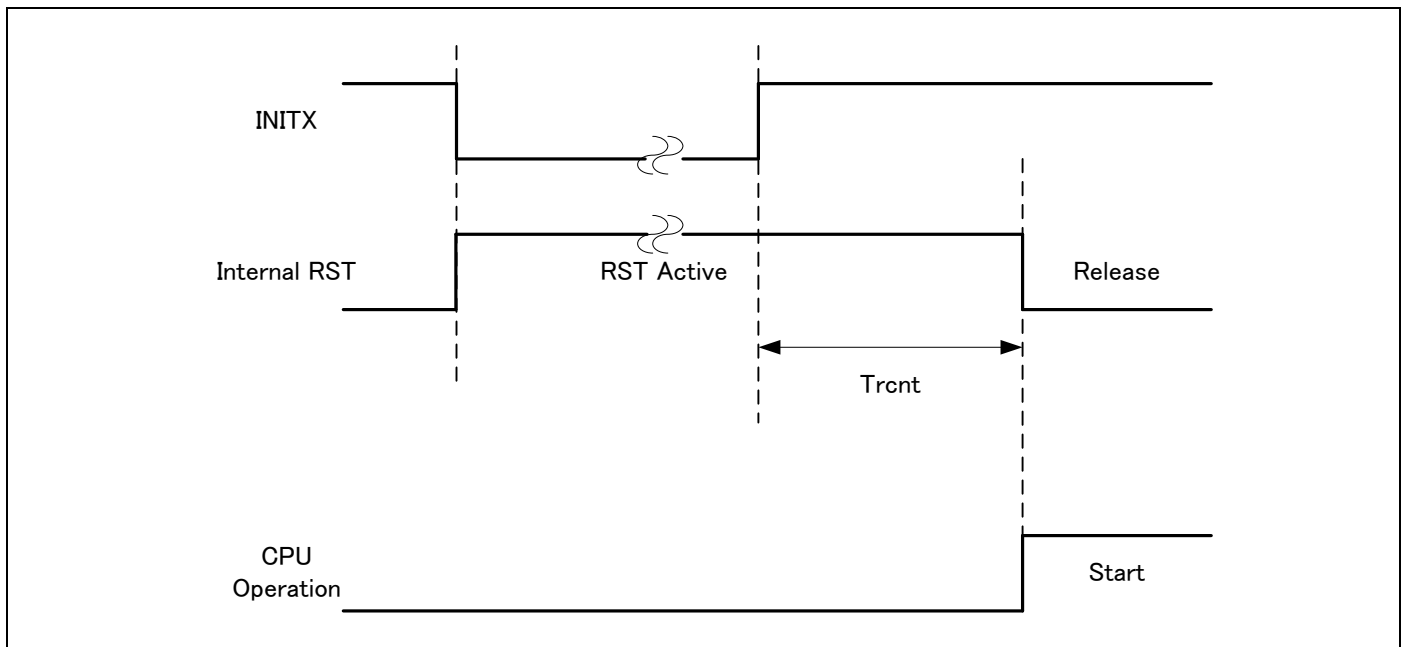 INITX
Internal RST
RST Active
Release
Trcnt
CPU
Operation
Start